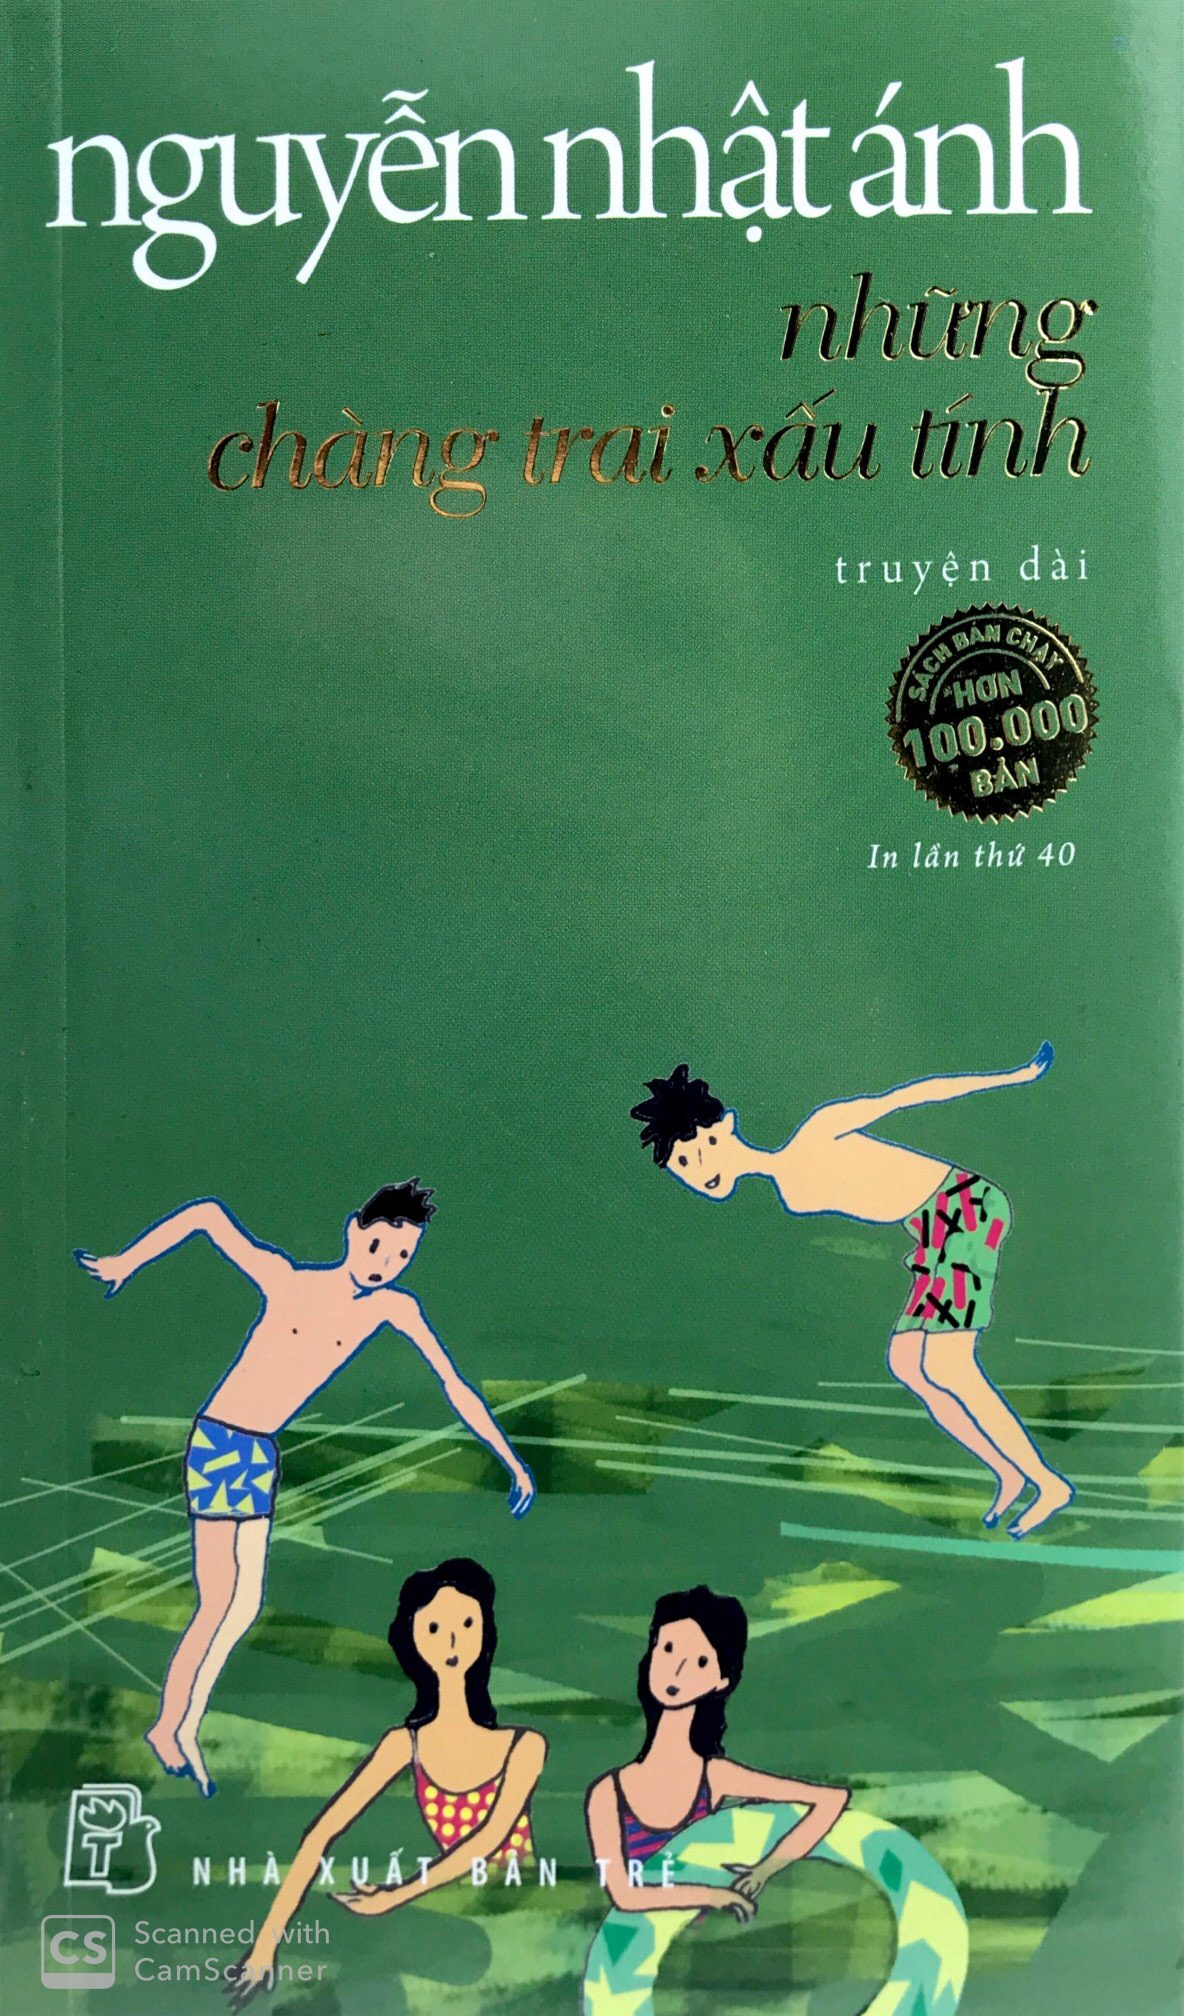 nguyễn nhật ánh
những
chàng trai xấu tính
truyện dài
SÁCH BÁN CHẠY
HƠN
100.000
BẢN
In lần thứ 40
T
NHÀ XUẤT BẢN TRẺ
CS
Scanned with
CamScanner